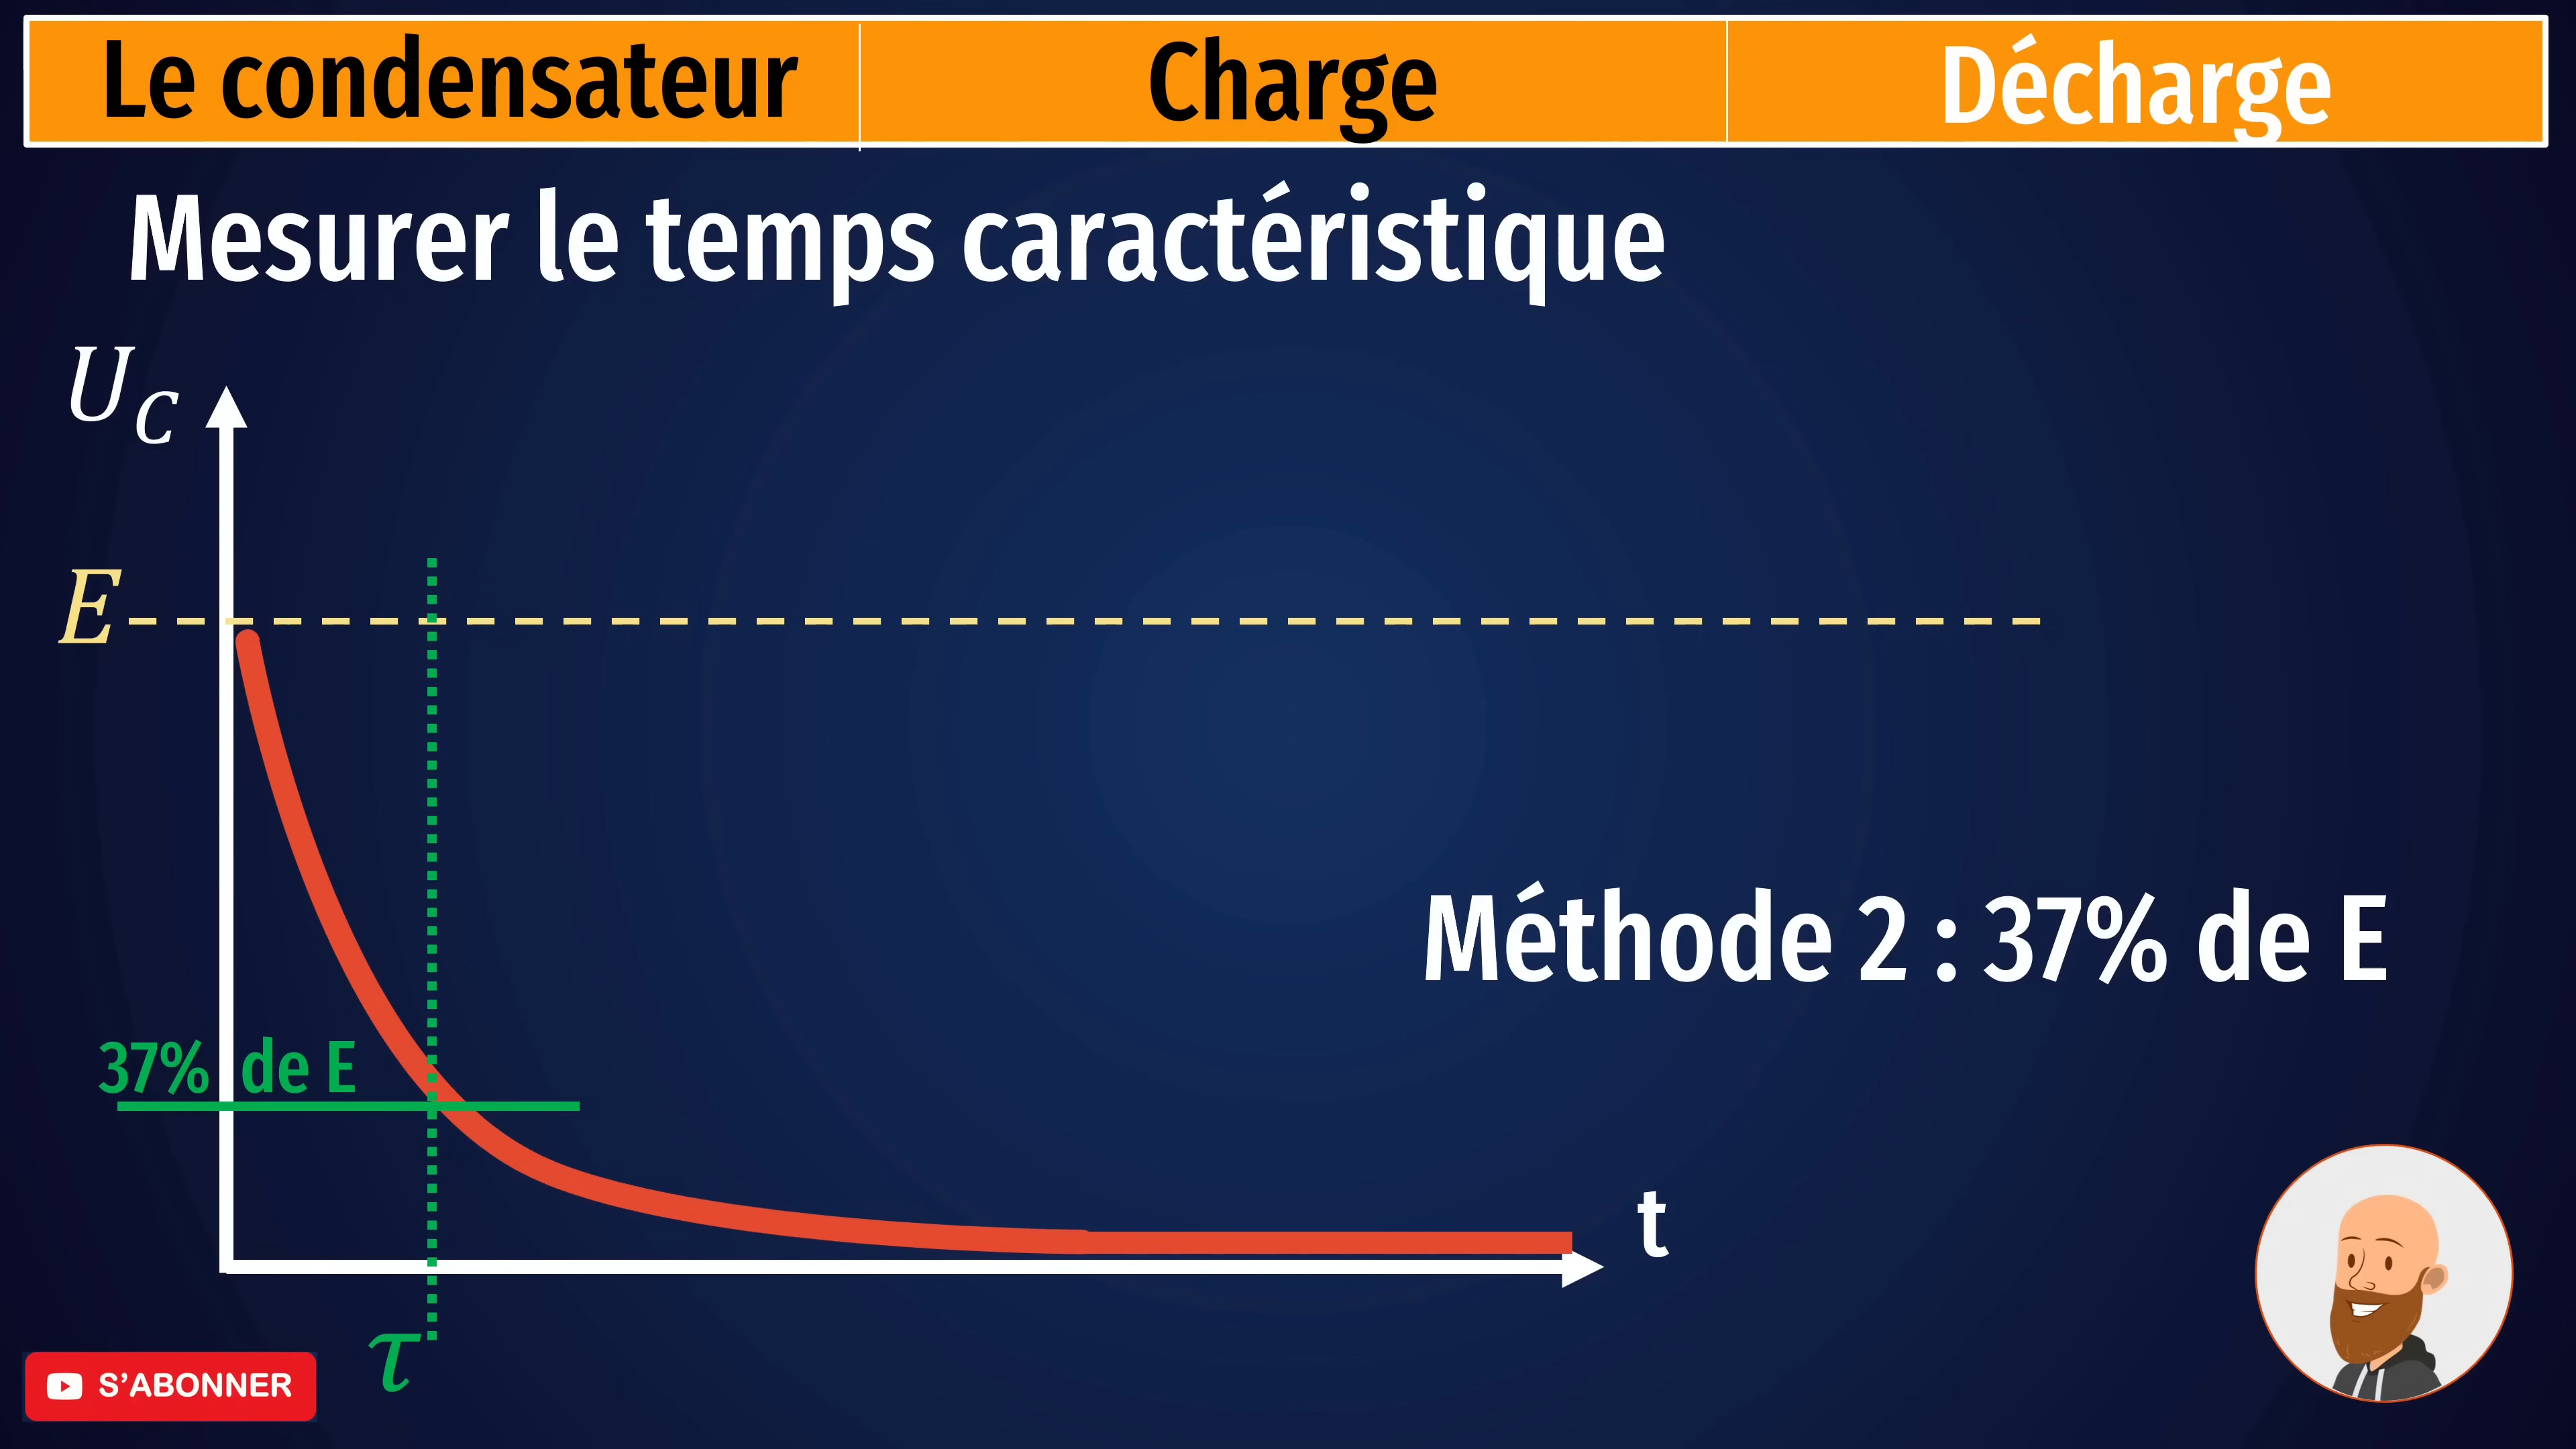 Le condensateur
Charge
Décharge
Mesurer le temps caractéristique
U_C
E
Méthode 2 : 37% de E
37% de E
t
τ
S'ABONNER